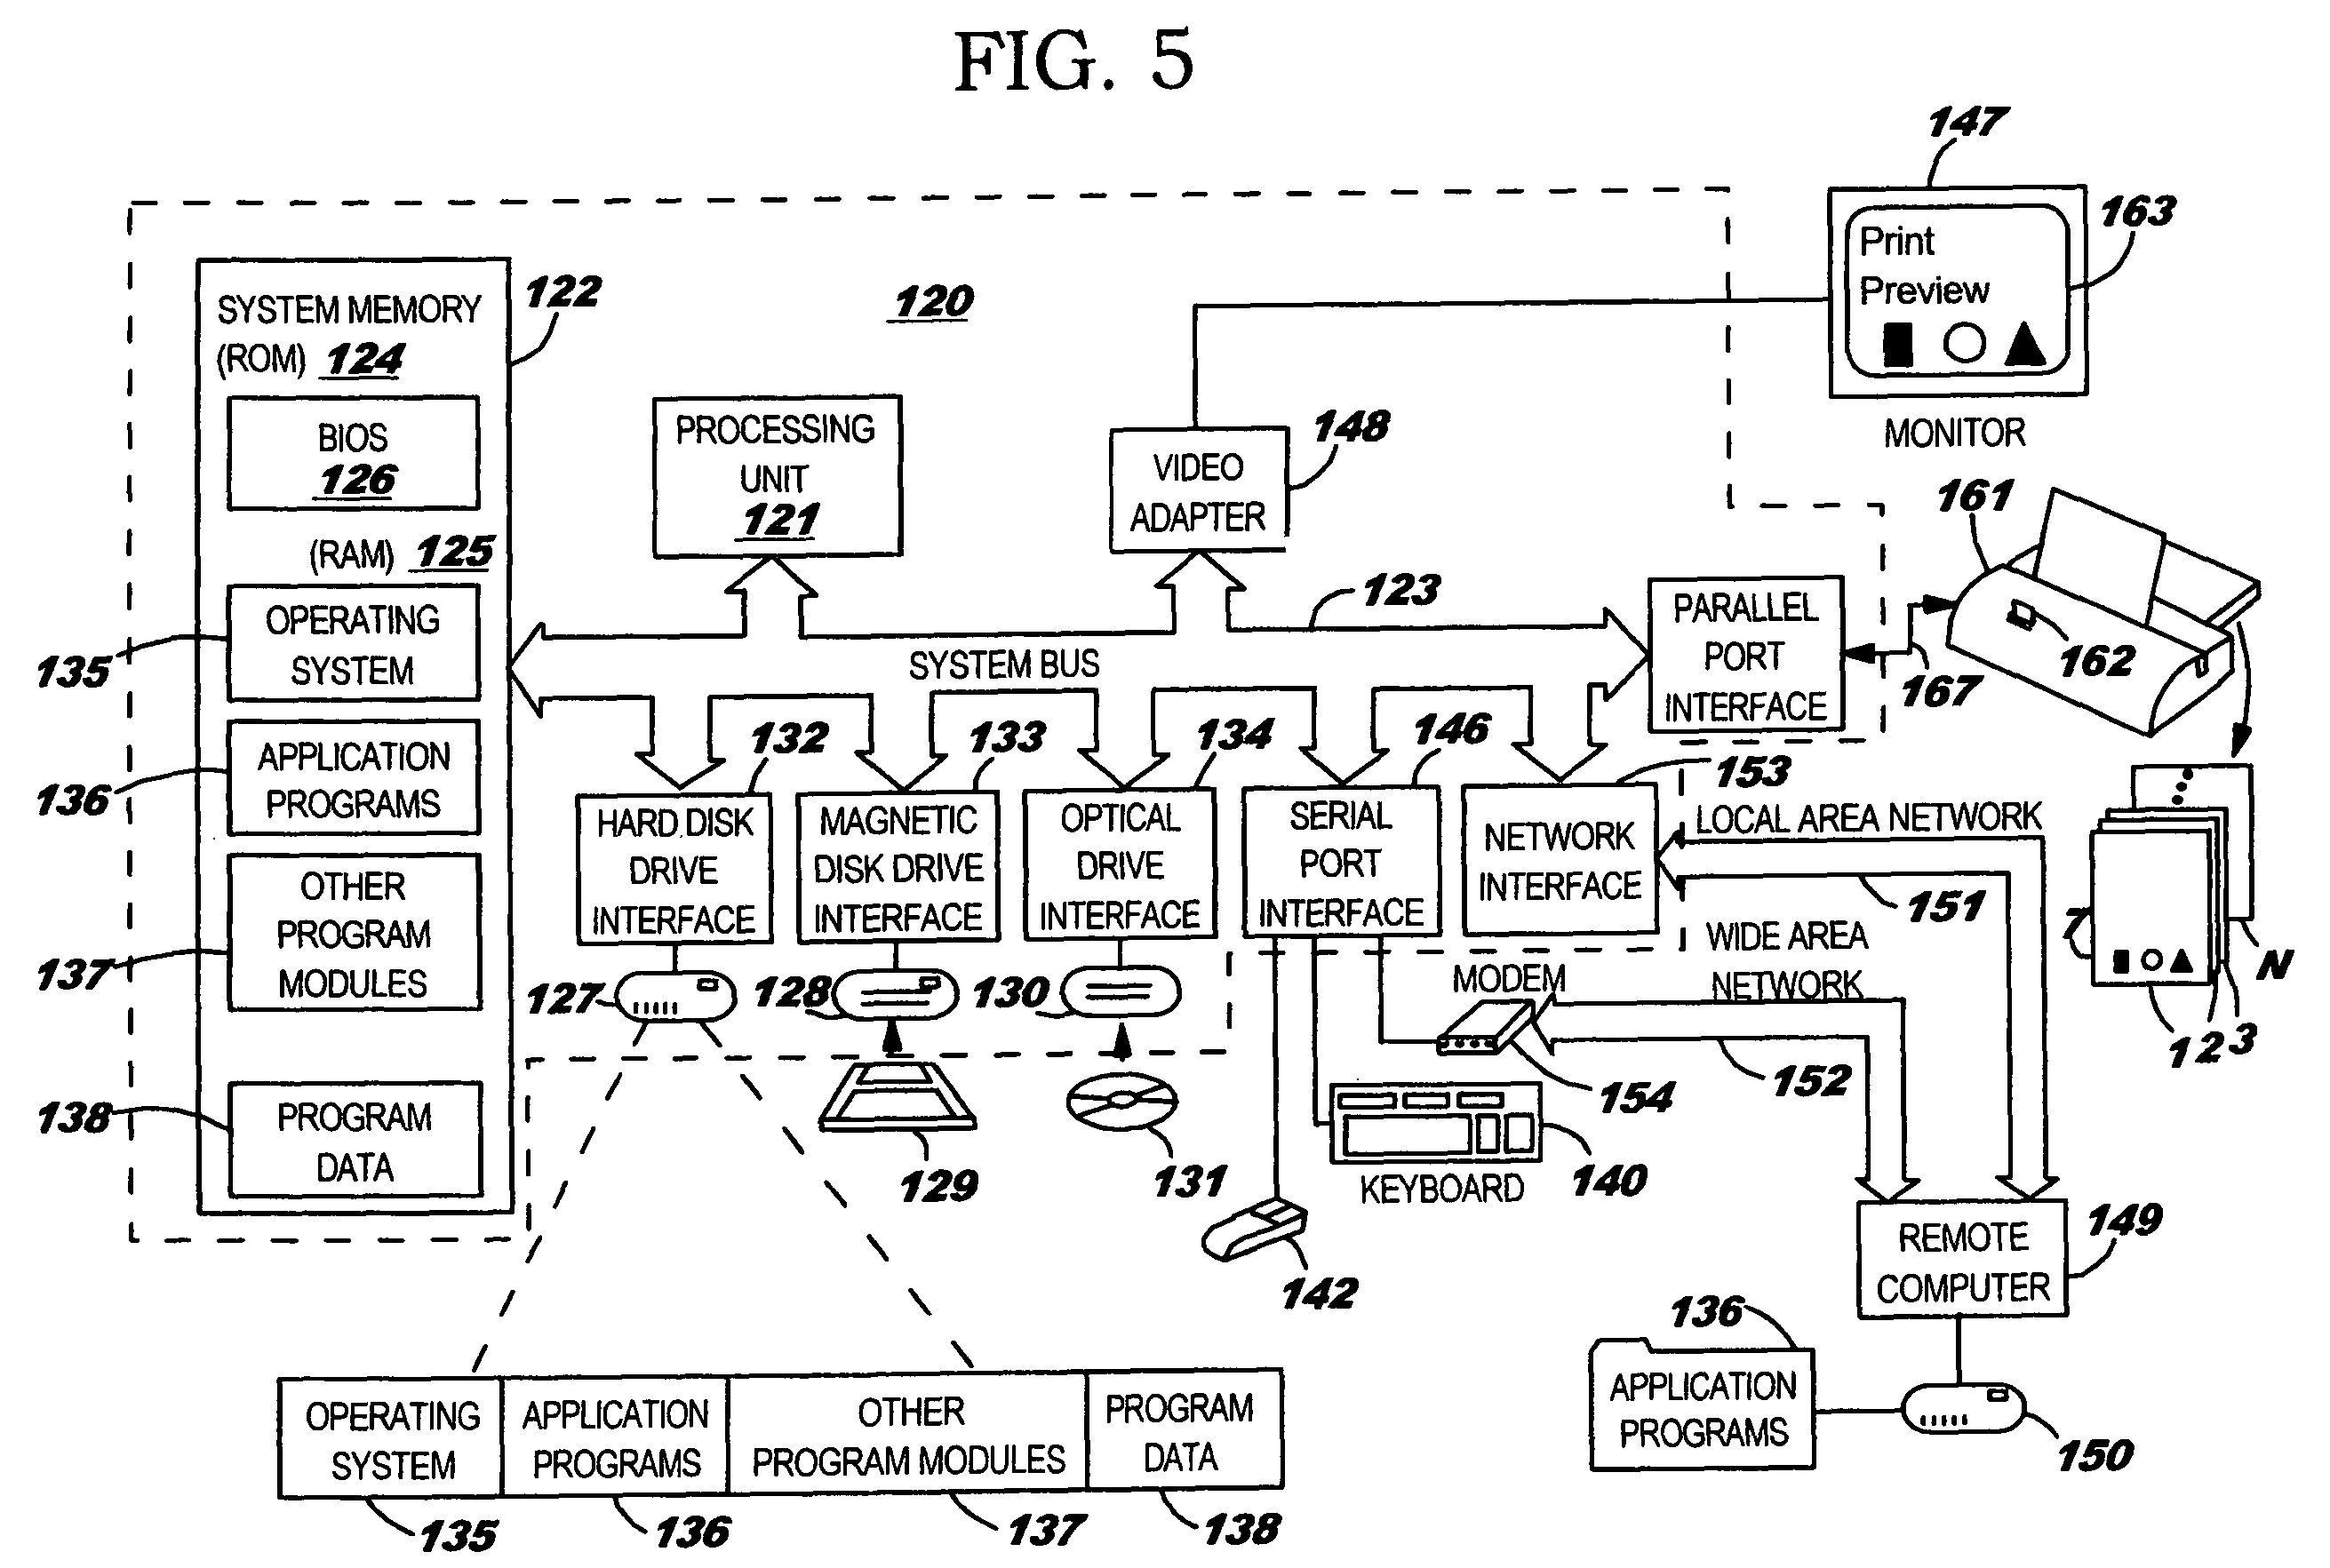 FIG. 5
147
163
Print
Preview
MONITOR
120
122
SYSTEM MEMORY
(ROM) 124
BIOS
126
(RAM) 125
OPERATING
SYSTEM
135
APPLICATION
PROGRAMS
136
OTHER
PROGRAM
MODULES
137
PROGRAM
DATA
138
PROCESSING
UNIT
121
VIDEO
ADAPTER
148
123
SYSTEM BUS
PARALLEL
PORT
INTERFACE
161
162
167
132
133
134
146
153
HARD DISK
DRIVE
INTERFACE
MAGNETIC
DISK DRIVE
INTERFACE
OPTICAL
DRIVE
INTERFACE
SERIAL
PORT
INTERFACE
NETWORK
INTERFACE
LOCAL AREA NETWORK
151
WIDE AREA
NETWORK
152
7
N
1 2 3
127
128
130
MODEM
154
129
131
KEYBOARD
140
142
REMOTE
COMPUTER
149
136
APPLICATION
PROGRAMS
150
OPERATING
SYSTEM
APPLICATION
PROGRAMS
OTHER
PROGRAM MODULES
PROGRAM
DATA
135
136
137
138